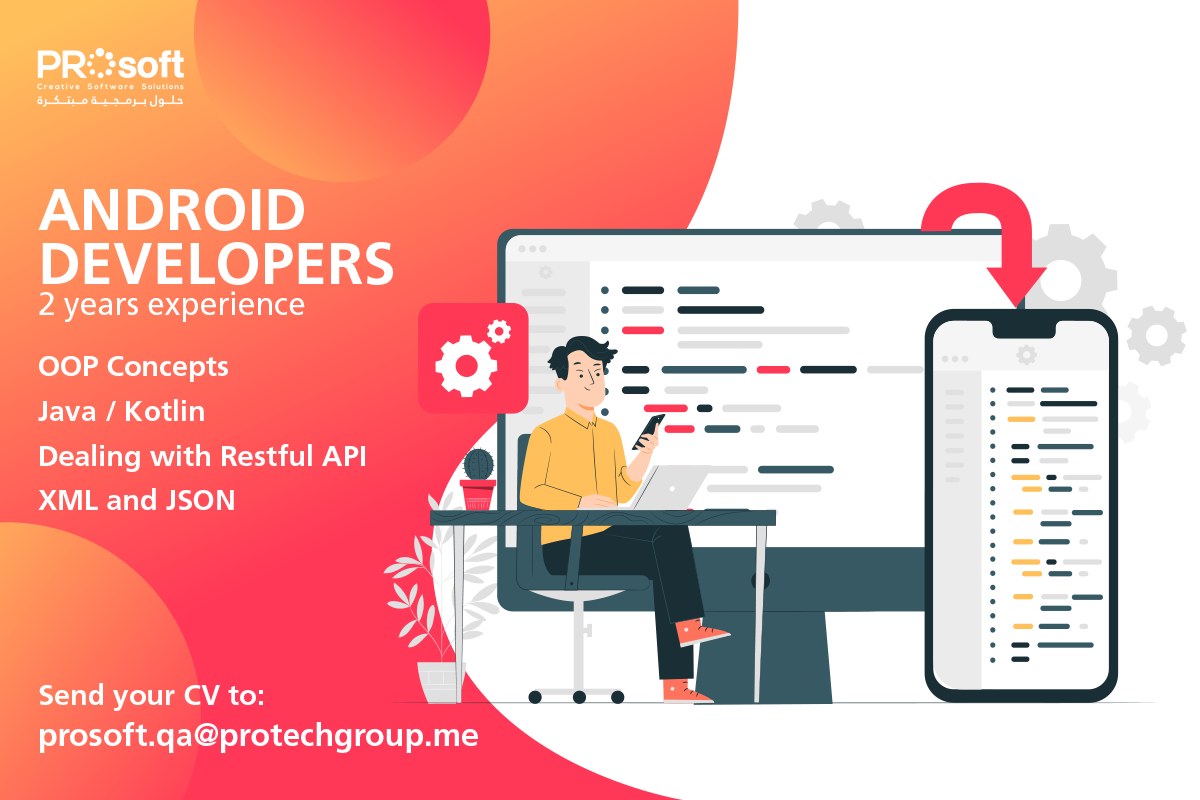 PROsoft
Creative Software Solutions
حلول برمجية مبتكرة
ANDROID
DEVELOPERS
2 years experience
OOP Concepts
Java / Kotlin
Dealing with Restful API
XML and JSON
Send your CV to:
prosoft.qa@protechgroup.me